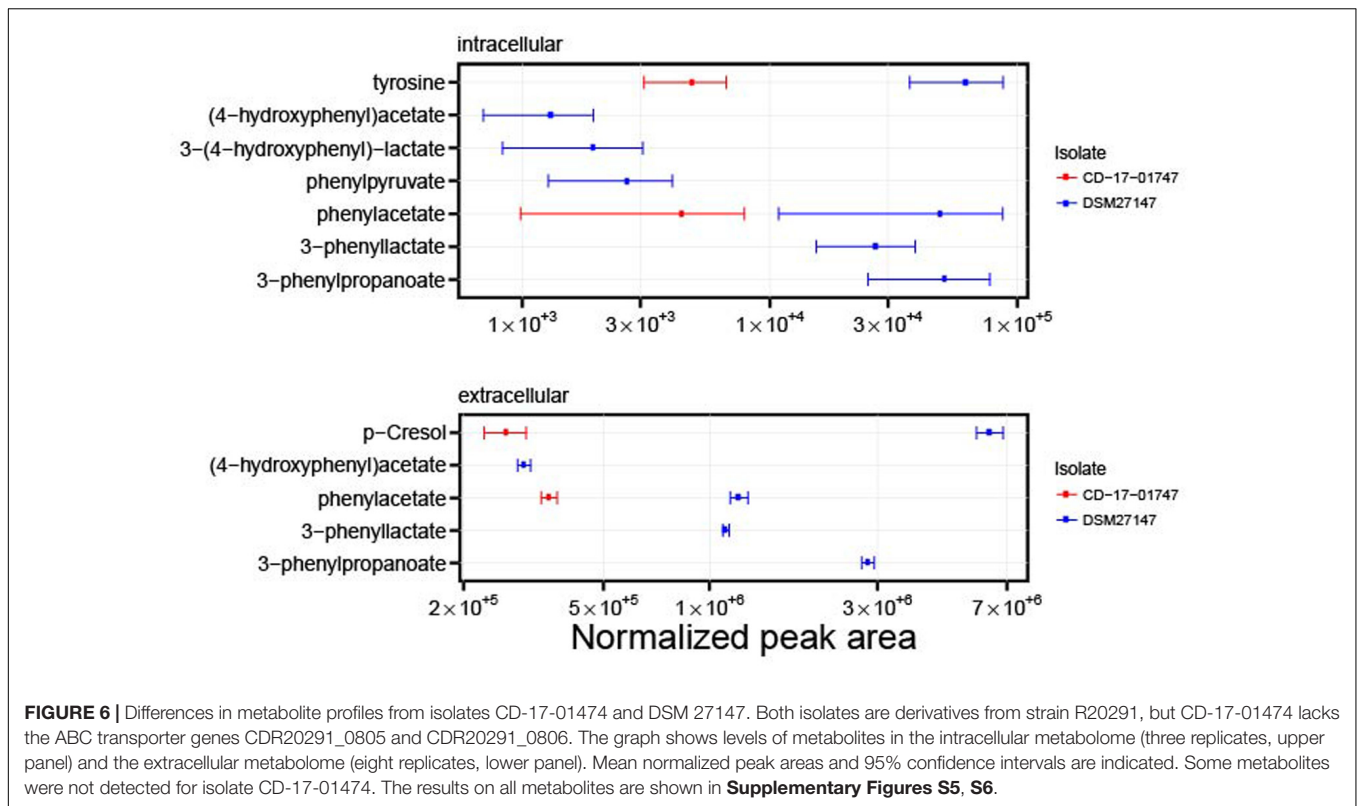 intracellular
tyrosine
(4-hydroxyphenyl)acetate
3-(4-hydroxyphenyl)-lactate
phenylpyruvate
phenylacetate
3-phenyllactate
3-phenylpropanoate
1×10⁺³ 3×10⁺³ 1×10⁺⁴ 3×10⁺⁴ 1×10⁺⁵
Isolate
CD-17-01747
DSM27147
extracellular
p-Cresol
(4-hydroxyphenyl)acetate
phenylacetate
3-phenyllactate
3-phenylpropanoate
2×10⁺⁵ 5×10⁺⁵ 1×10⁺⁶ 3×10⁺⁶ 7×10⁺⁶
Normalized peak area
Isolate
CD-17-01747
DSM27147
FIGURE 6 | Differences in metabolite profiles from isolates CD-17-01474 and DSM 27147. Both isolates are derivatives from strain R20291, but CD-17-01474 lacks
the ABC transporter genes CDR20291_0805 and CDR20291_0806. The graph shows levels of metabolites in the intracellular metabolome (three replicates, upper
panel) and the extracellular metabolome (eight replicates, lower panel). Mean normalized peak areas and 95% confidence intervals are indicated. Some metabolites
were not detected for isolate CD-17-01474. The results on all metabolites are shown in Supplementary Figures S5, S6.